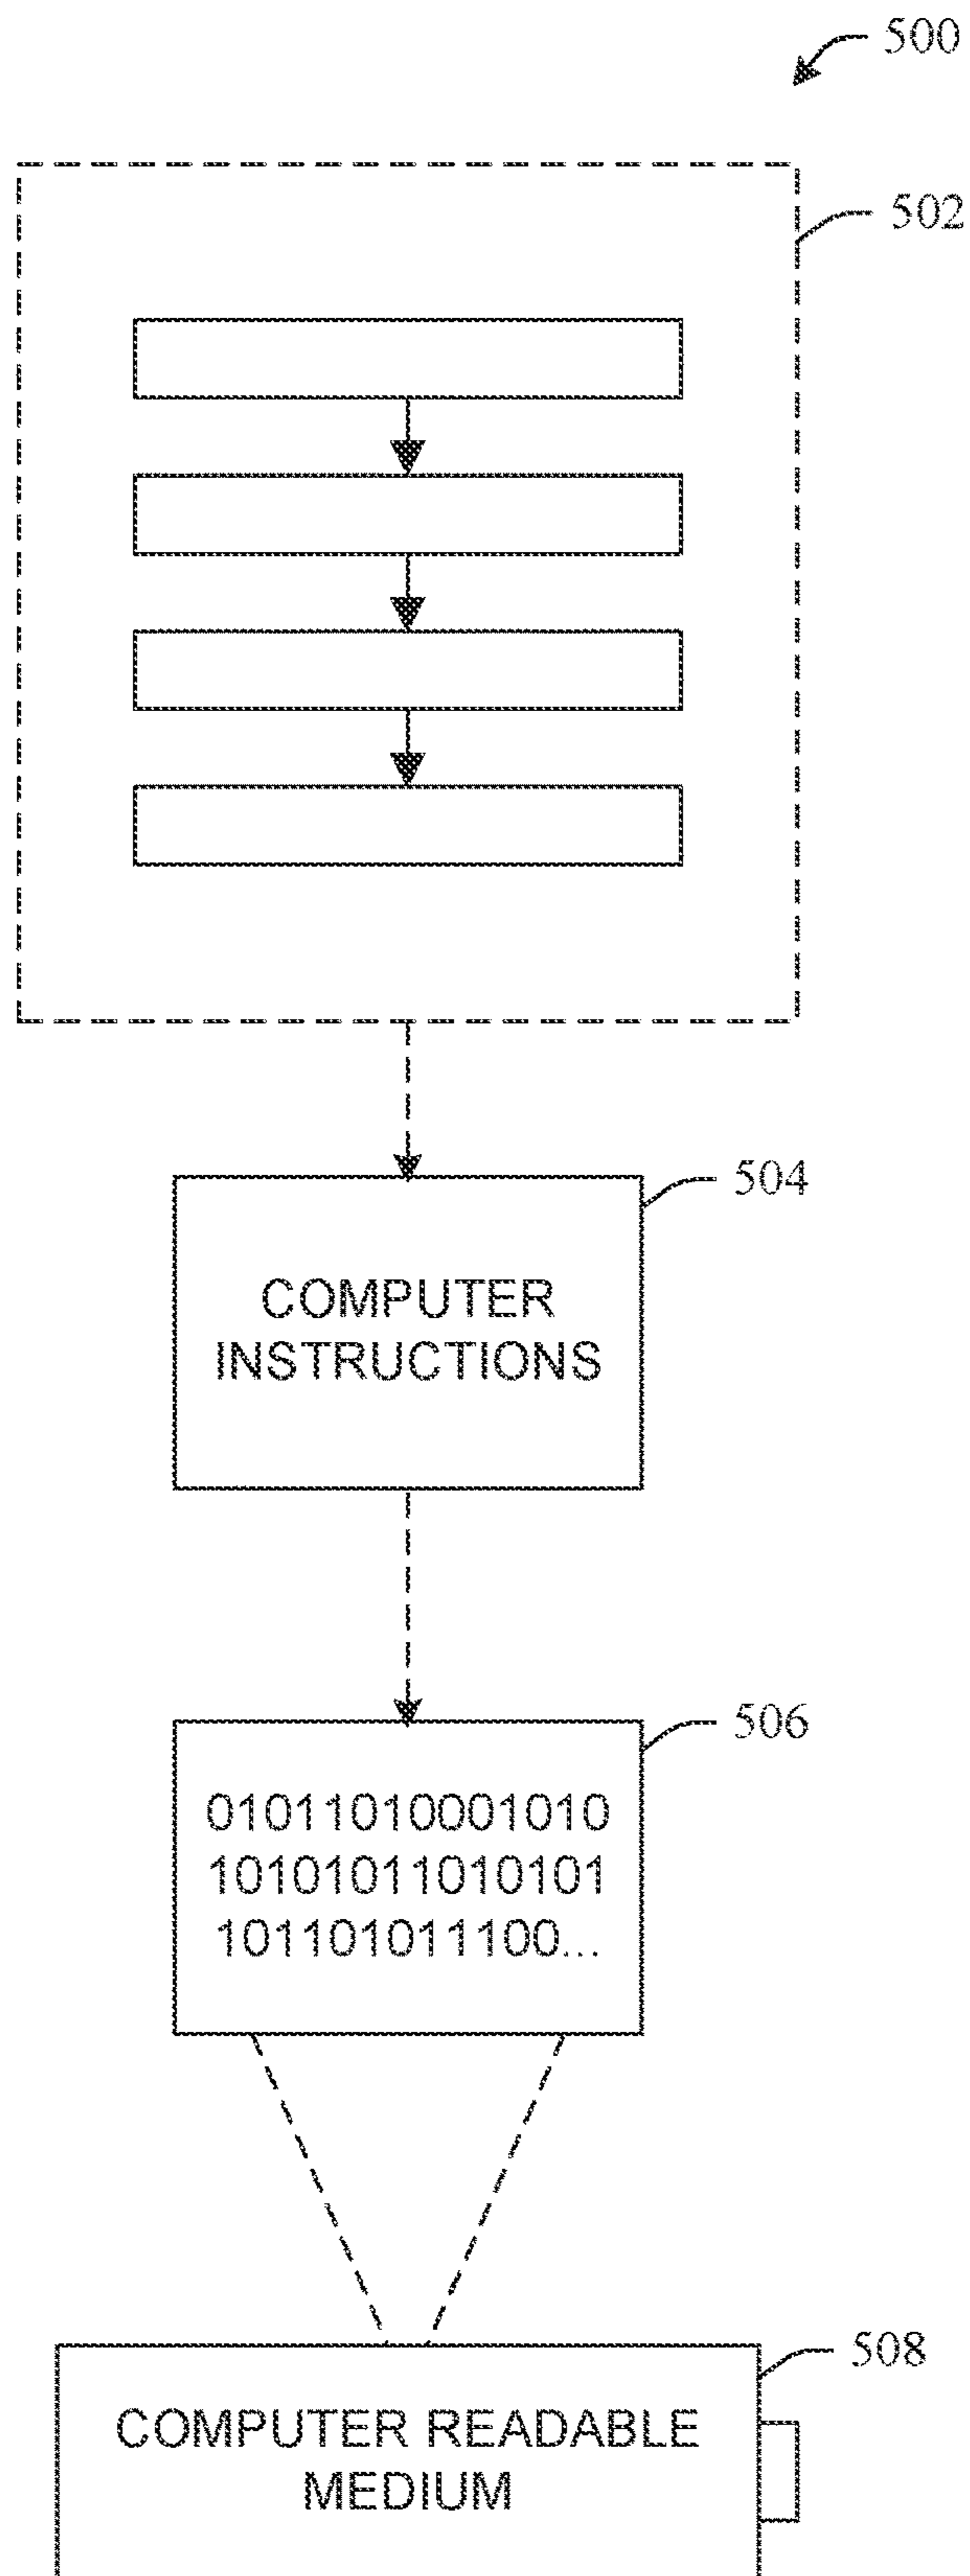 500
502
504
COMPUTER
INSTRUCTIONS
506
01011010001010
10101011010101
101101011100...
508
COMPUTER READABLE
MEDIUM